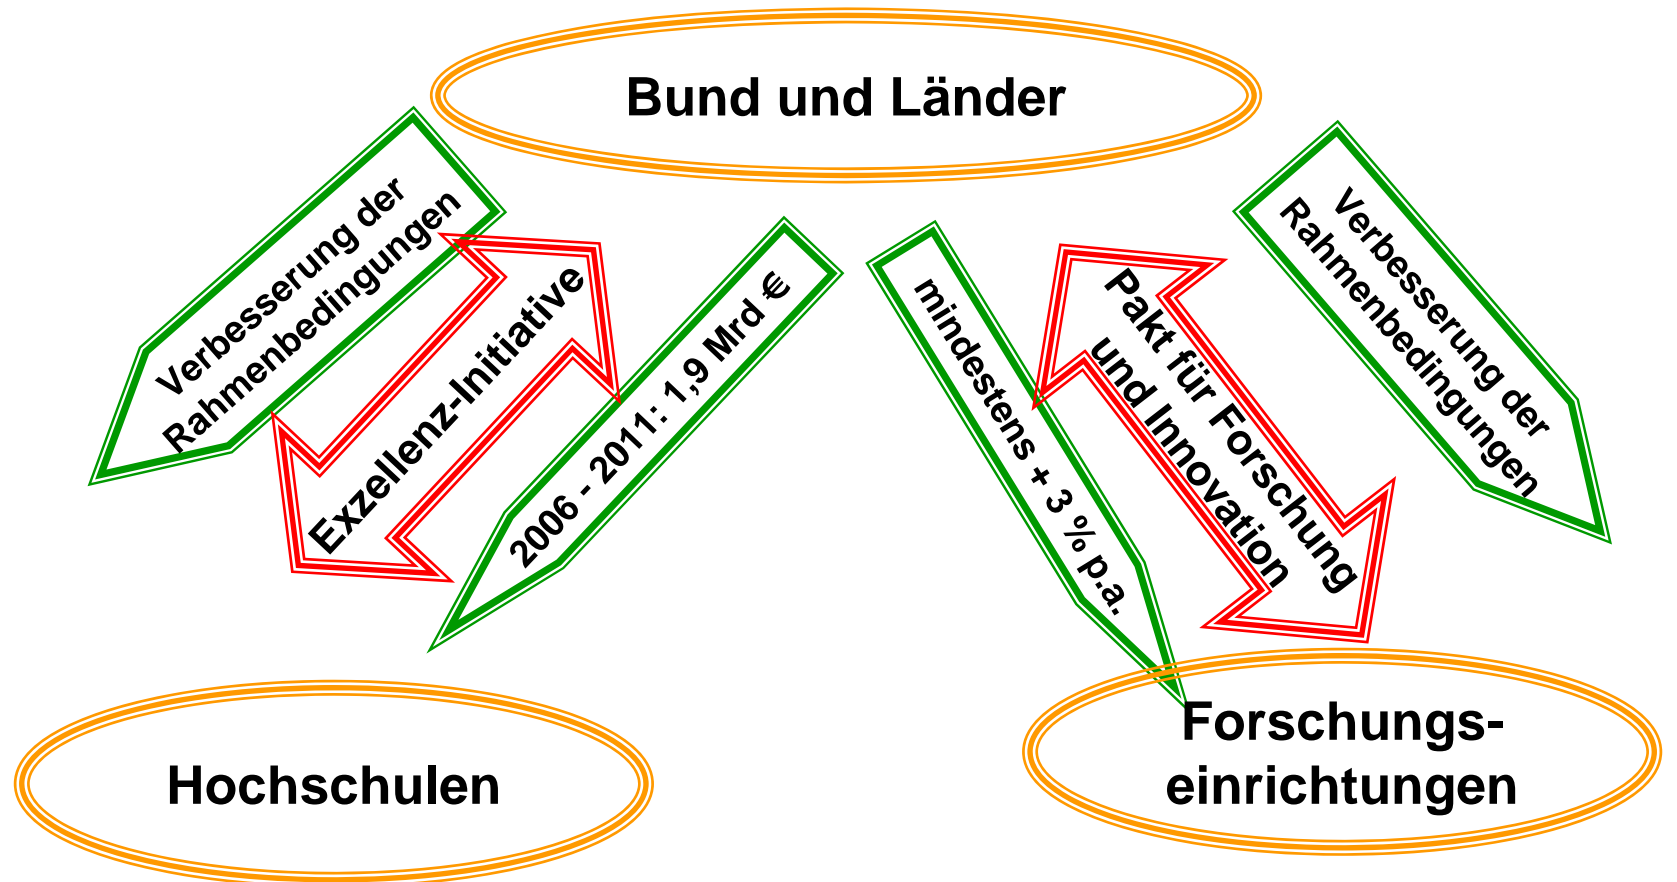 Bund und Länder
Verbesserung der
Rahmenbedingungen
Exzellenz-Initiative
2006 - 2011: 1,9 Mrd €
mindestens + 3 % p.a.
Pakt für Forschung
und Innovation
Verbesserung der
Rahmenbedingungen
Hochschulen
Forschungs-
einrichtungen